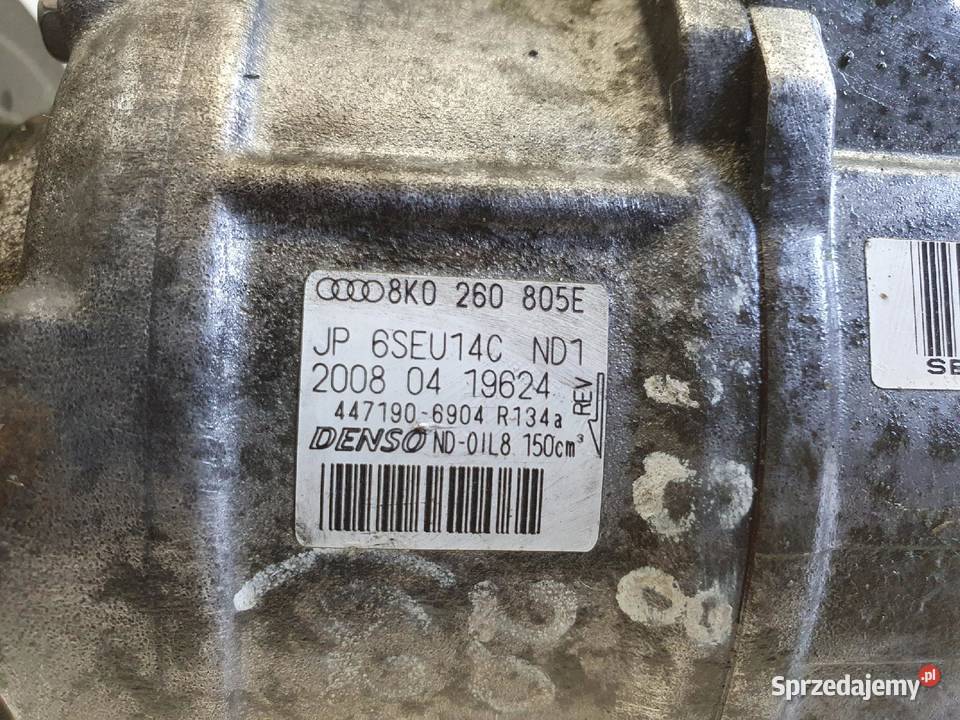 8K0 260 805E
JP 6SEU14C ND1
2008 04 19624
REV
447190-6904 R134a
DENSO ND-OIL8 150cm³
SE
Sprzedajemy.pl